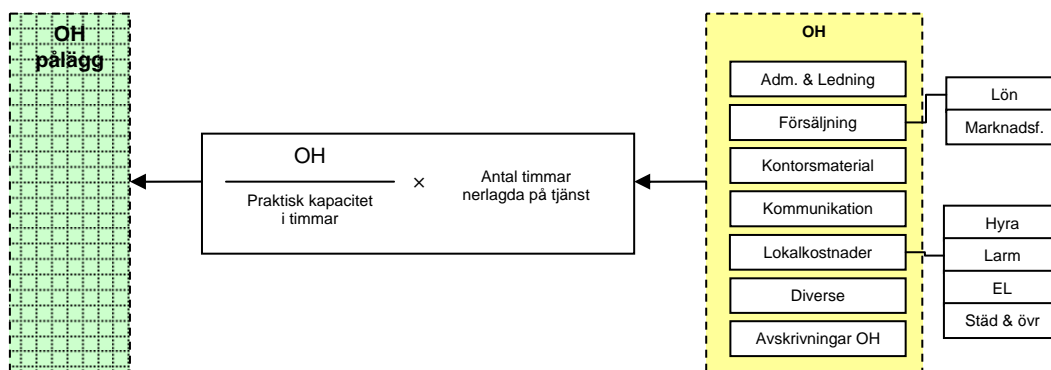 OH
pålägg
OH
Praktisk kapacitet
i timmar
×
Antal timmar
nerlagda på tjänst
OH
Adm. & Ledning
Försäljning
Kontorsmaterial
Kommunikation
Lokalkostnader
Diverse
Avskrivningar OH
Lön
Marknadsf.
Hyra
Larm
EL
Städ & övr